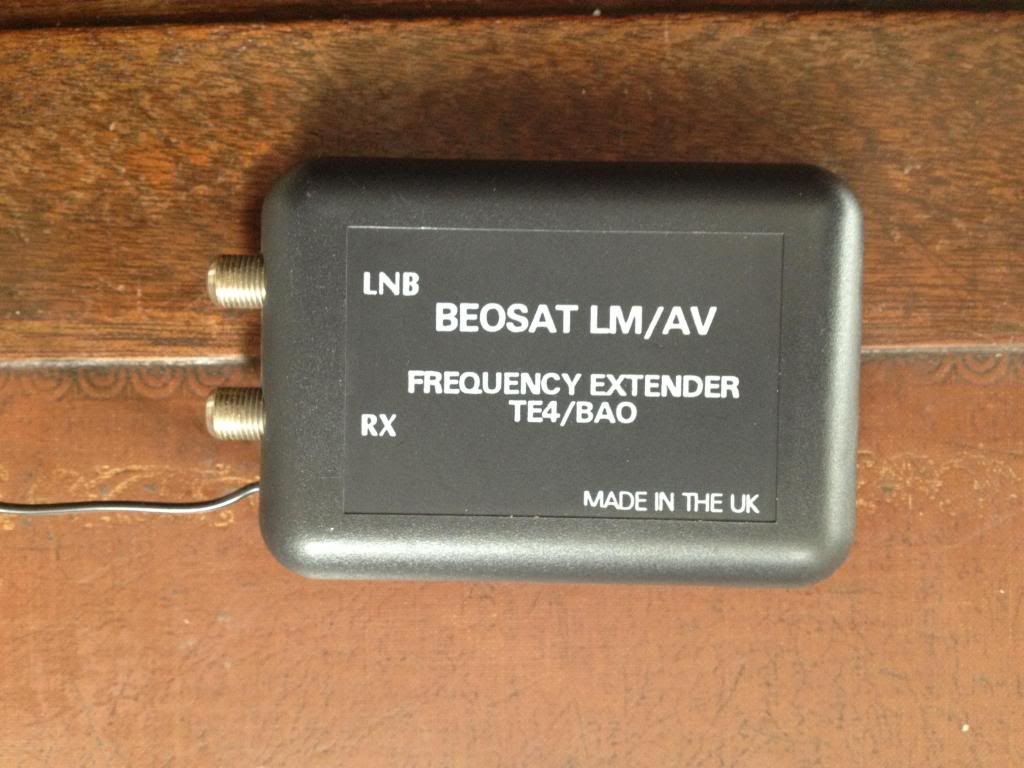 LNB
BEOSAT LM/AV
FREQUENCY EXTENDER
TE4/BAO
RX
MADE IN THE UK